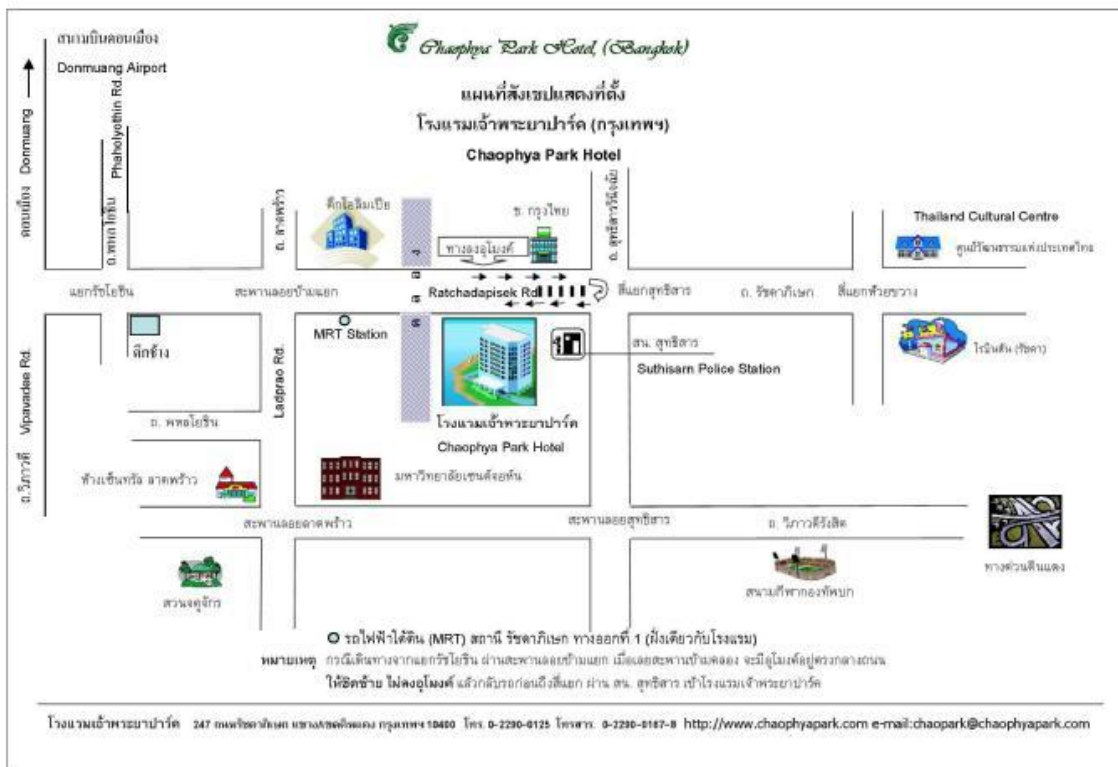 สนามบินดอนเมือง
Donmuang Airport
Chaophya Park Hotel, (Bangkok)
แผนที่สังเขปแสดงที่ตั้ง
โรงแรมเจ้าพระยาปาร์ค (กรุงเทพฯ)
Chaophya Park Hotel
ดอนเมือง Donmuang
ถ.พหลโยธิน Phaholyothin Rd.
ถ. ลาดพร้าว
ตึกโอลิมเปีย
คลอง
ทางลงอุโมงค์
ธ. กรุงไทย
ถ. สุทธิสารวินิจฉัย
Thailand Cultural Centre
ศูนย์วัฒนธรรมแห่งประเทศไทย
แยกรัชโยธิน
สะพานลอยข้ามแยก
Ratchadapisek Rd.
สี่แยกสุทธิสาร
ถ. รัชดาภิเษก
สี่แยกห้วยขวาง
ถ.วิภาวดี Vipavadee Rd.
ตึกช้าง
Ladprao Rd.
MRT Station
สน. สุทธิสาร
Suthisarn Police Station
โรบินสัน (รัชดา)
ถ. พหลโยธิน
โรงแรมเจ้าพระยาปาร์ค
Chaophya Park Hotel
ห้างเซ็นทรัล ลาดพร้าว
มหาวิทยาลัยเซนต์จอห์น
สะพานลอยลาดพร้าว
สะพานลอยสุทธิสาร
ถ. วิภาวดีรังสิต
ทางด่วนดินแดง
สวนจตุจักร
สนามกีฬากองทัพบก
รถไฟฟ้าใต้ดิน (MRT) สถานี รัชดาภิเษก ทางออกที่ 1 (ฝั่งเดียวกับโรงแรม)
หมายเหตุ กรณีเดินทางจากแยกรัชโยธิน ผ่านสะพานลอยข้ามแยก เมื่อเลยสะพานข้ามคลอง จะมีอุโมงค์อยู่ตรงกลางถนน
ให้ชิดซ้าย ไม่ลงอุโมงค์ แล้วกลับรถก่อนถึงสี่แยก ผ่าน สน. สุทธิสาร เข้าโรงแรมเจ้าพระยาปาร์ค
โรงแรมเจ้าพระยาปาร์ค 247 ถนนรัชดาภิเษก แขวง/เขตดินแดง กรุงเทพฯ 10400 โทร. 0-2290-0125 โทรสาร. 0-2290-0167-8 http://www.chaophyapark.com e-mail:chaopark@chaophyapark.com